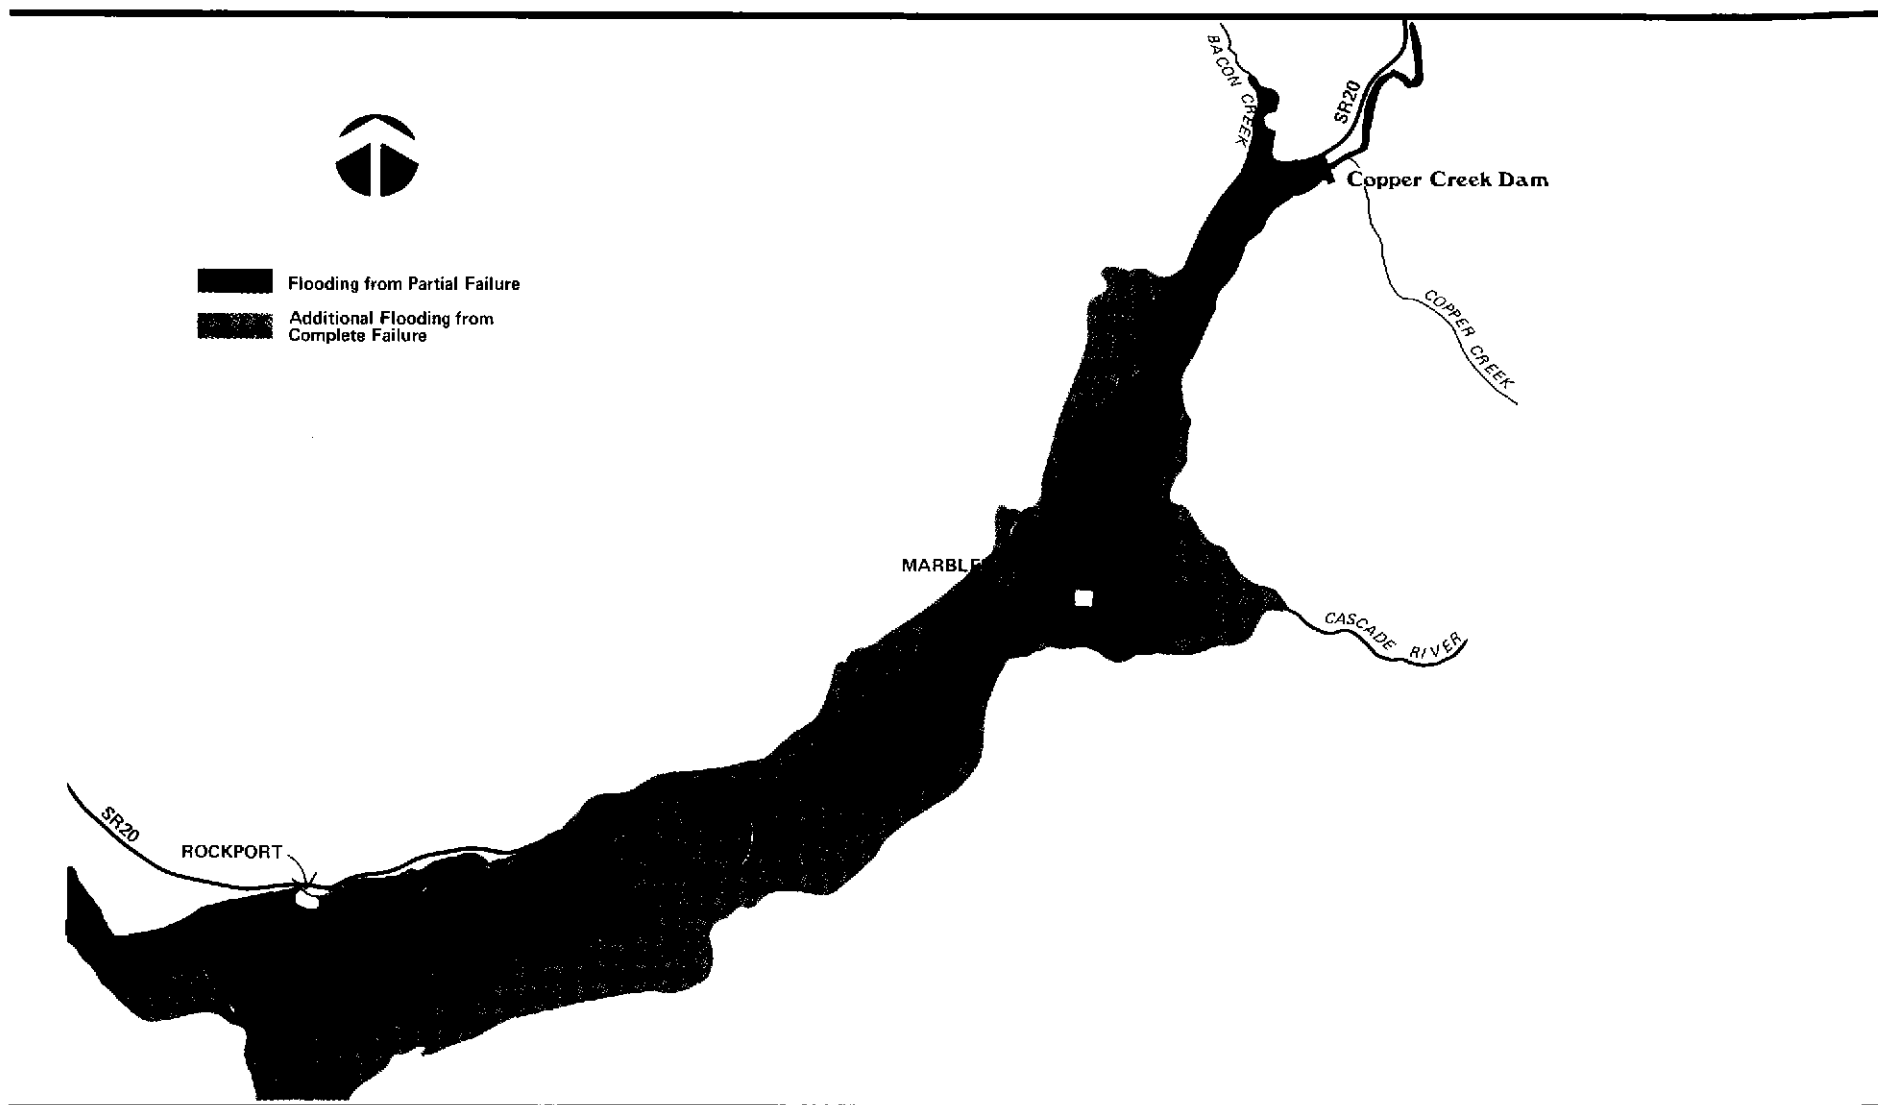 BACON CREEK
SR20
Copper Creek Dam
Flooding from Partial Failure
Additional Flooding from
Complete Failure
COPPER CREEK
MARBLE
CASCADE RIVER
SR20
ROCKPORT